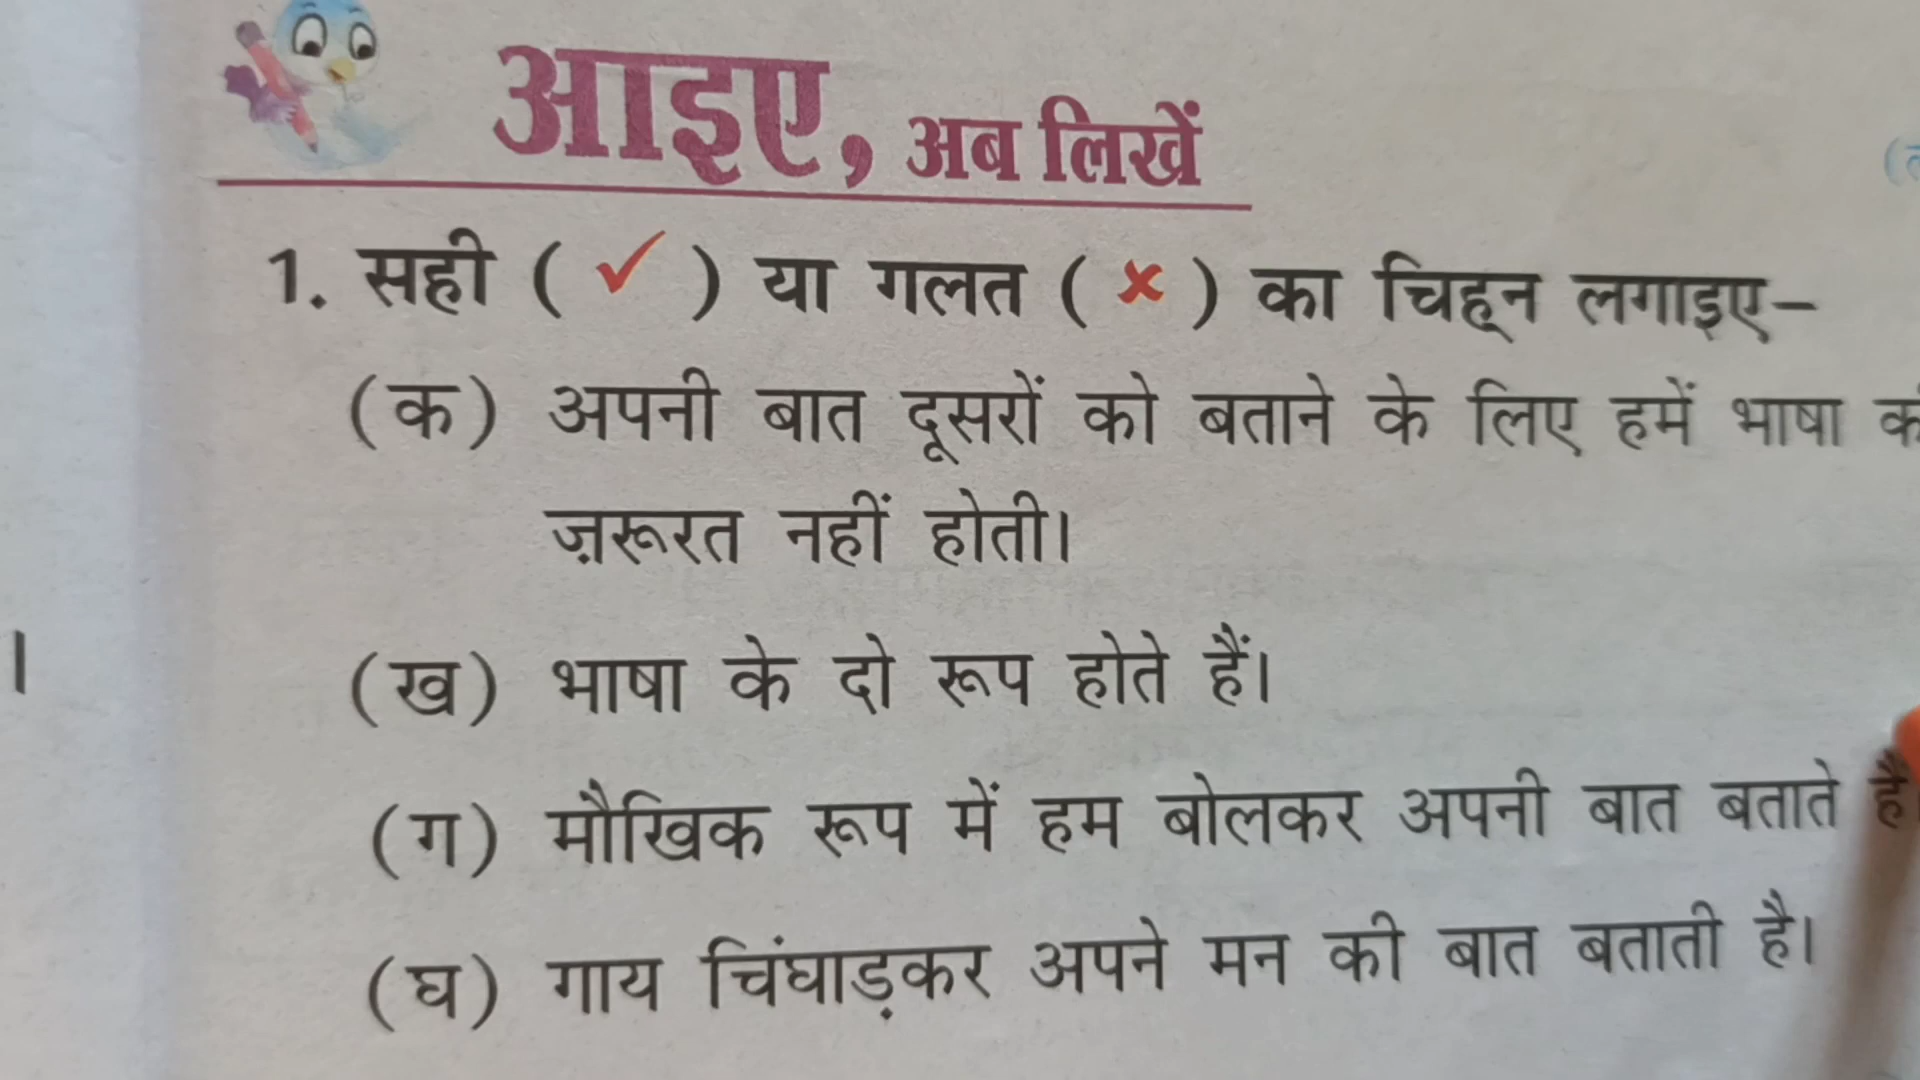 आइए, अब लिखें
1. सही ( ✓ ) या गलत ( ✗ ) का चिह्न लगाइए–
(क) अपनी बात दूसरों को बताने के लिए हमें भाषा की
ज़रूरत नहीं होती।
(ख) भाषा के दो रूप होते हैं।
(ग) मौखिक रूप में हम बोलकर अपनी बात बताते हैं।
(घ) गाय चिंघाड़कर अपने मन की बात बताती है।